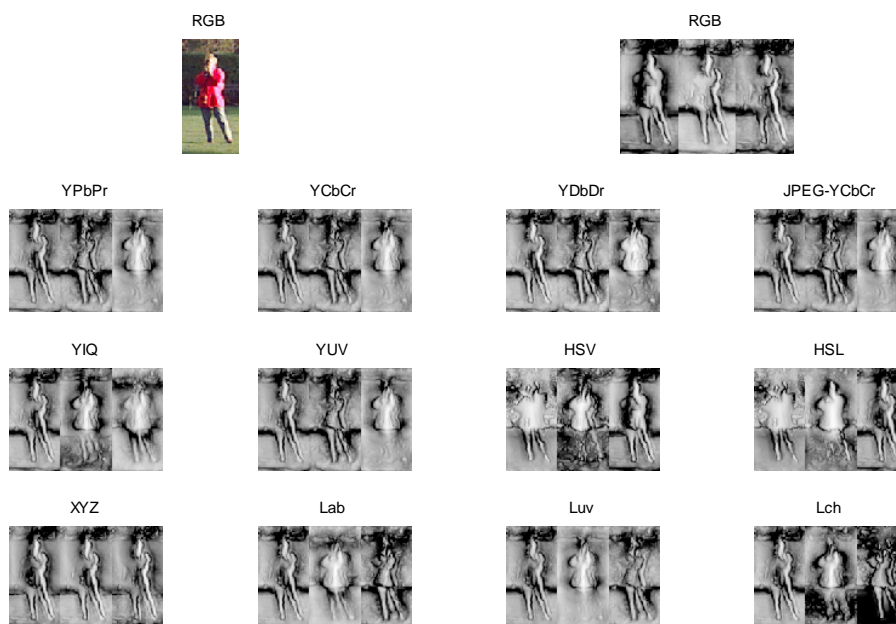 RGB RGB
YPbPr YCbCr YDbDr JPEG-YCbCr
YIQ YUV HSV HSL
XYZ Lab Luv Lch